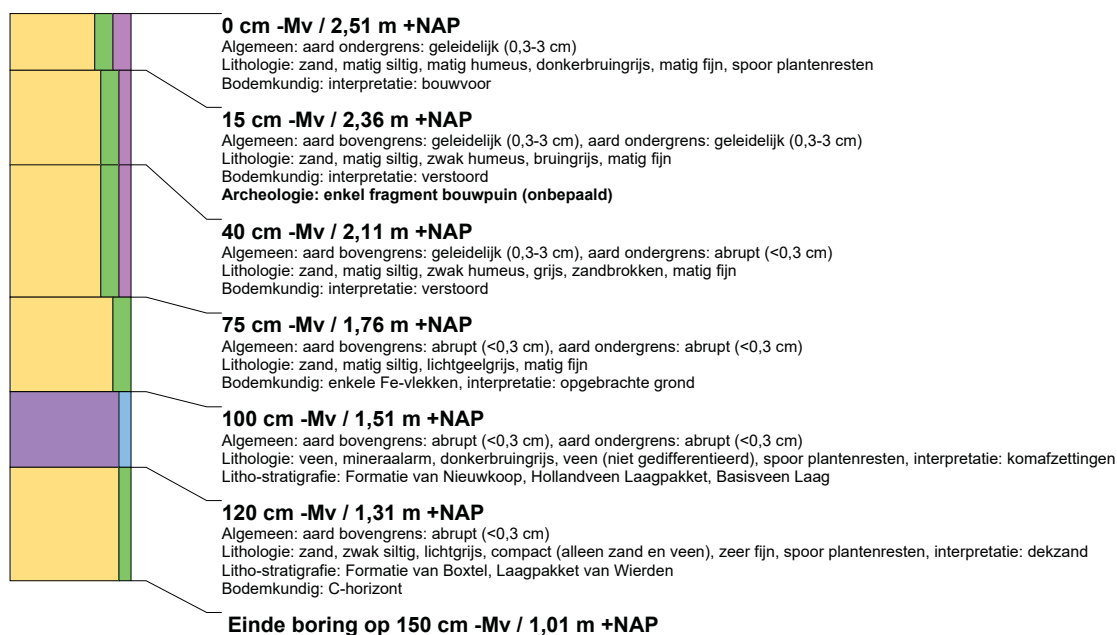 0 cm -Mv / 2,51 m +NAP
Algemeen: aard ondergrens: geleidelijk (0,3-3 cm)
Lithologie: zand, matig siltig, matig humeus, donkerbruingrijs, matig fijn, spoor plantenresten
Bodemkundig: interpretatie: bouwvoor
15 cm -Mv / 2,36 m +NAP
Algemeen: aard bovengrens: geleidelijk (0,3-3 cm), aard ondergrens: geleidelijk (0,3-3 cm)
Lithologie: zand, matig siltig, zwak humeus, bruingrijs, matig fijn
Bodemkundig: interpretatie: verstoord
Archeologie: enkel fragment bouwpuin (onbepaald)
40 cm -Mv / 2,11 m +NAP
Algemeen: aard bovengrens: geleidelijk (0,3-3 cm), aard ondergrens: abrupt (<0,3 cm)
Lithologie: zand, matig siltig, zwak humeus, grijs, zandbrokken, matig fijn
Bodemkundig: interpretatie: verstoord
75 cm -Mv / 1,76 m +NAP
Algemeen: aard bovengrens: abrupt (<0,3 cm), aard ondergrens: abrupt (<0,3 cm)
Lithologie: zand, matig siltig, lichtgeelgrijs, matig fijn
Bodemkundig: enkele Fe-vlekken, interpretatie: opgebrachte grond
100 cm -Mv / 1,51 m +NAP
Algemeen: aard bovengrens: abrupt (<0,3 cm), aard ondergrens: abrupt (<0,3 cm)
Lithologie: veen, mineraalarm, donkerbruingrijs, veen (niet gedifferentieerd), spoor plantenresten, interpretatie: komafzettingen
Litho-stratigrafie: Formatie van Nieuwkoop, Hollandveen Laagpakket, Basisveen Laag
120 cm -Mv / 1,31 m +NAP
Algemeen: aard bovengrens: abrupt (<0,3 cm)
Lithologie: zand, zwak siltig, lichtgrijs, compact (alleen zand en veen), zeer fijn, spoor plantenresten, interpretatie: dekzand
Litho-stratigrafie: Formatie van Boxtel, Laagpakket van Wierden
Bodemkundig: C-horizont
Einde boring op 150 cm -Mv / 1,01 m +NAP